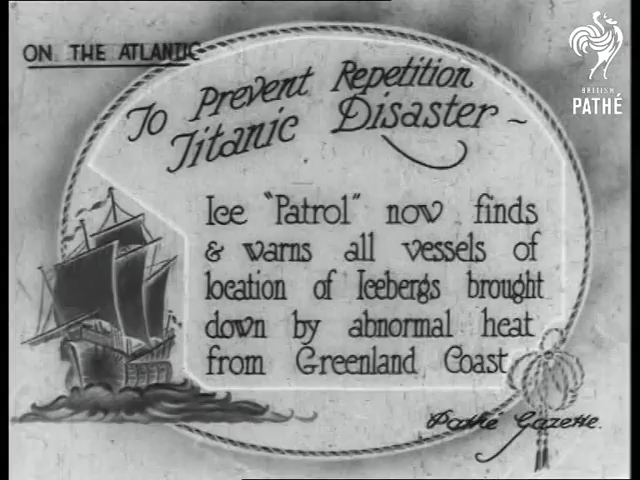 ON THE ATLANTIC
BRITISH
PATHÉ
To Prevent Repetition
Titanic Disaster ~
Ice "Patrol" now finds
& warns all vessels of
location of Icebergs brought
down by abnormal heat
from Greenland Coast
Pathe Gazette.